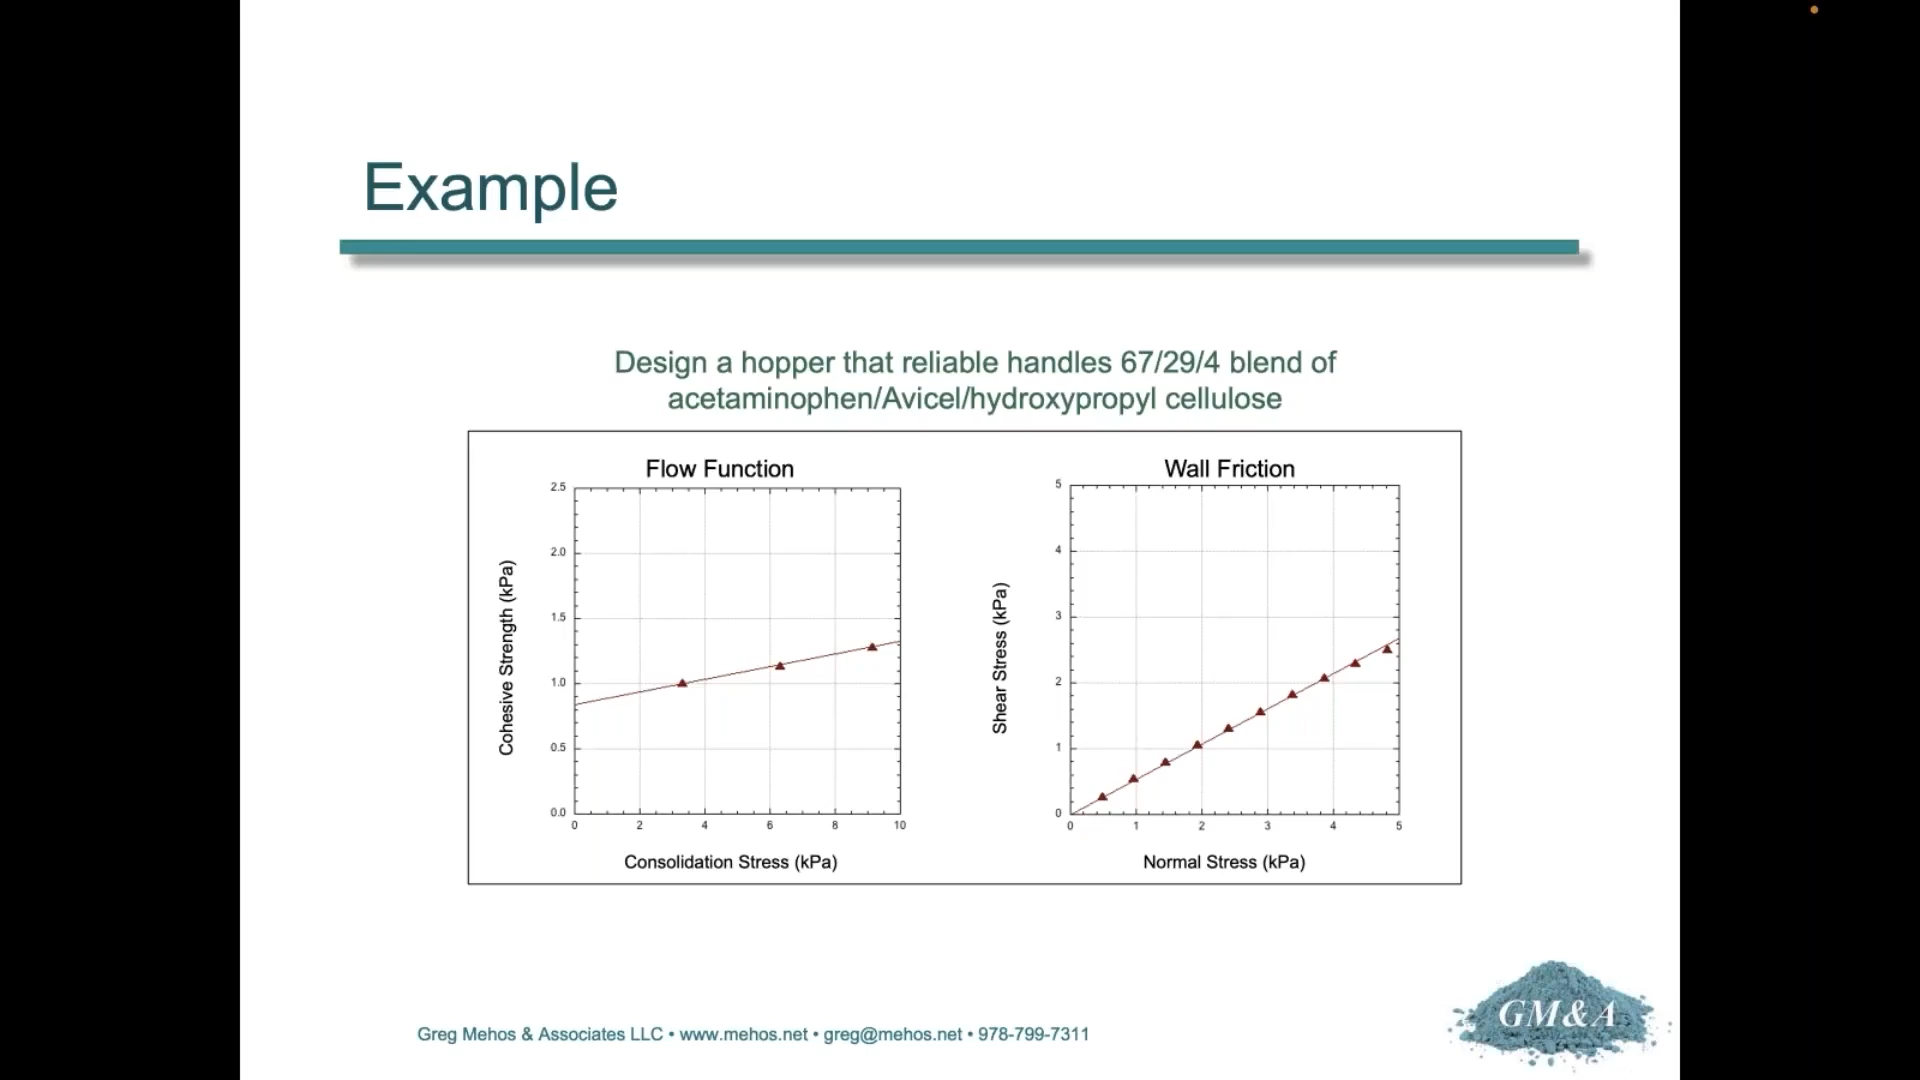 Example
Design a hopper that reliable handles 67/29/4 blend of
acetaminophen/Avicel/hydroxypropyl cellulose
Flow Function
2.5
2.0
1.5
1.0
0.5
0.0
0 2 4 6 8 10
Cohesive Strength (kPa)
Consolidation Stress (kPa)
Wall Friction
5
4
3
2
1
0
0 1 2 3 4 5
Shear Stress (kPa)
Normal Stress (kPa)
Greg Mehos & Associates LLC • www.mehos.net • greg@mehos.net • 978-799-7311
GM&A